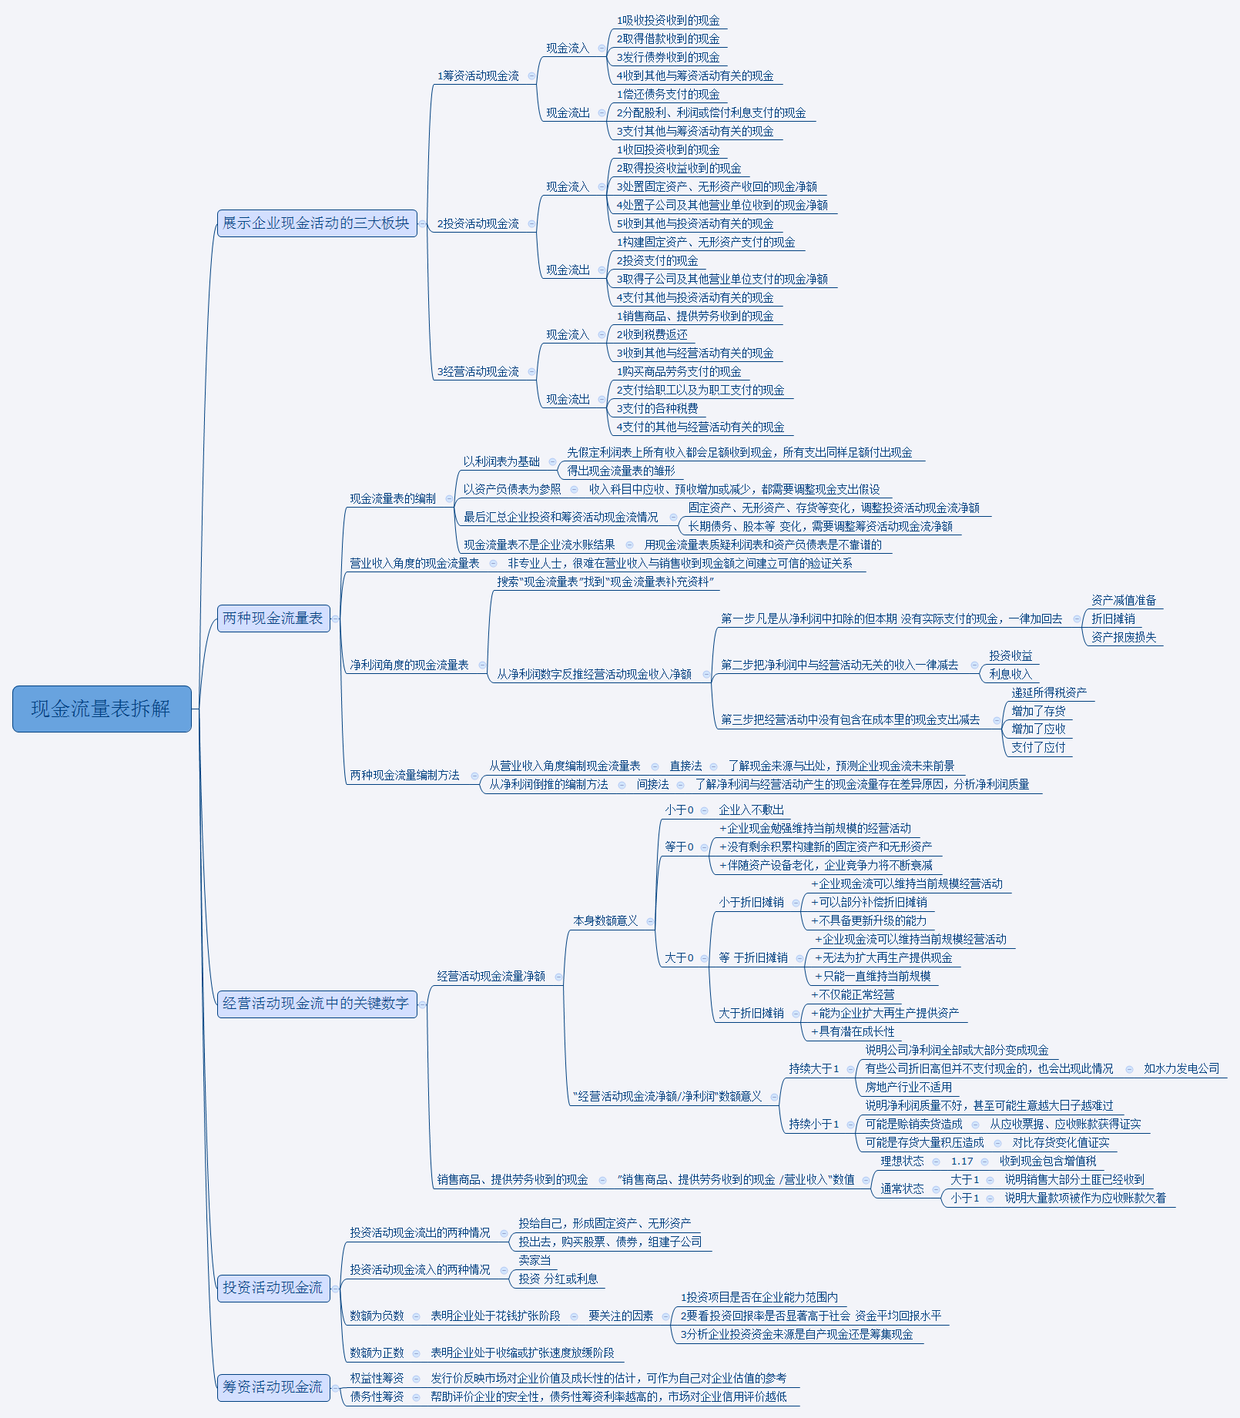 现金流量表拆解
展示企业现金活动的三大板块
1筹资活动现金流
现金流入
1吸收投资收到的现金
2取得借款收到的现金
3发行债券收到的现金
4收到其他与筹资活动有关的现金
现金流出
1偿还债务支付的现金
2分配股利、利润或偿付利息支付的现金
3支付其他与筹资活动有关的现金
2投资活动现金流
现金流入
1收回投资收到的现金
2取得投资收益收到的现金
3处置固定资产、无形资产收回的现金净额
4处置子公司及其他营业单位收到的现金净额
5收到其他与投资活动有关的现金
现金流出
1构建固定资产、无形资产支付的现金
2投资支付的现金
3取得子公司及其他营业单位支付的现金净额
4支付其他与投资活动有关的现金
3经营活动现金流
现金流入
1销售商品、提供劳务收到的现金
2收到税费返还
3收到其他与经营活动有关的现金
现金流出
1购买商品劳务支付的现金
2支付给职工以及为职工支付的现金
3支付的各种税费
4支付的其他与经营活动有关的现金
两种现金流量表
现金流量表的编制
以利润表为基础
先假定利润表上所有收入都会足额收到现金，所有支出同样足额付出现金
得出现金流量表的雏形
以资产负债表为参照
收入科目中应收、预收增加或减少，都需要调整现金支出假设
最后汇总企业投资和筹资活动现金流情况
固定资产、无形资产、存货等变化，调整投资活动现金流净额
长期债务、股本等 变化，需要调整筹资活动现金流净额
现金流量表不是企业流水账结果
用现金流量表质疑利润表和资产负债表是不靠谱的
营业收入角度的现金流量表
非专业人士，很难在营业收入与销售收到现金额之间建立可信的验证关系
净利润角度的现金流量表
搜索“现金流量表”找到“现金流量表补充资料”
从净利润数字反推经营活动现金收入净额
第一步凡是从净利润中扣除的但本期 没有实际支付的现金，一律加回去
资产减值准备
折旧摊销
资产报废损失
第二步把净利润中与经营活动无关的收入一律减去
投资收益
利息收入
第三步把经营活动中没有包含在成本里的现金支出减去
递延所得税资产
增加了存货
增加了应收
支付了应付
两种现金流量编制方法
从营业收入角度编制现金流量表
直接法
了解现金来源与出处，预测企业现金流未来前景
从净利润倒推的编制方法
间接法
了解净利润与经营活动产生的现金流量存在差异原因，分析净利润质量
经营活动现金流中的关键数字
经营活动现金流量净额
本身数额意义
小于0
企业入不敷出
等于0
+企业现金勉强维持当前规模的经营活动
+没有剩余积累构建新的固定资产和无形资产
+伴随资产设备老化，企业竞争力将不断衰减
大于0
小于折旧摊销
+企业现金流可以维持当前规模经营活动
+可以部分补偿折旧摊销
+不具备更新升级的能力
等 于折旧摊销
+企业现金流可以维持当前规模经营活动
+无法为扩大再生产提供现金
+只能一直维持当前规模
大于折旧摊销
+不仅能正常经营
+能为企业扩大再生产提供资产
+具有潜在成长性
“经营活动现金流净额/净利润“数额意义
持续大于1
说明公司净利润全部或大部分变成现金
有些公司折旧高但并不支付现金的，也会出现此情况
如水力发电公司
房地产行业不适用
持续小于1
说明净利润质量不好，甚至可能生意越大日子越难过
可能是赊销卖货造成
从应收票据、应收账款获得证实
可能是存货大量积压造成
对比存货变化值证实
销售商品、提供劳务收到的现金
”销售商品、提供劳务收到的现金 /营业收入“数值
理想状态
1.17
收到现金包含增值税
通常状态
大于1
说明销售大部分土匪已经收到
小于1
说明大量款项被作为应收账款欠着
投资活动现金流
投资活动现金流出的两种情况
投给自己，形成固定资产、无形资产
投出去，购买股票、债券，组建子公司
投资活动现金流入的两种情况
卖家当
投资 分红或利息
数额为负数
表明企业处于花钱扩张阶段
要关注的因素
1投资项目是否在企业能力范围内
2要看投资回报率是否显著高于社会 资金平均回报水平
3分析企业投资资金来源是自产现金还是筹集现金
数额为正数
表明企业处于收缩或扩张速度放缓阶段
筹资活动现金流
权益性筹资
发行价反映市场对企业价值及成长性的估计，可作为自己对企业估值的参考
债务性筹资
帮助评价企业的安全性，债务性筹资利率越高的，市场对企业信用评价越低